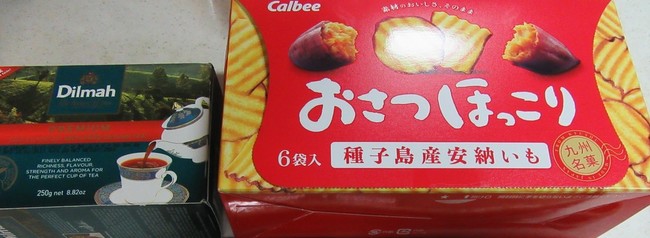 Dilmah
FINELY BALANCED
RICHNESS, FLAVOUR,
STRENGTH AND AROMA FOR
THE PERFECT CUP OF TEA
250g net 8.82oz
Calbee
素材のおいしさ、そのまま。
おさつほっこり
6袋入
種子島産安納いも
九州
名菓